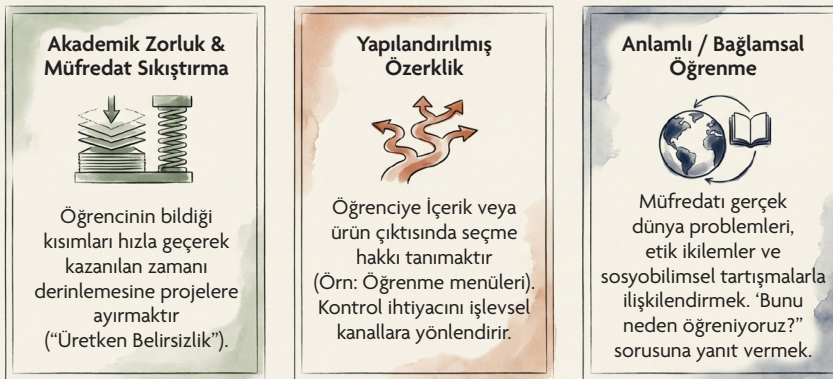 Akademik Zorluk &
Müfredat Sıkıştırma
Öğrencinin bildiği
kısımları hızla geçerek
kazanılan zamanı
derinlemesine projelere
ayırmaktır
(“Üretken Belirsizlik”).
Yapılandırılmış
Özerklik
Öğrenciye İçerik veya
ürün çıktısında seçme
hakkı tanımaktır
(Örn: Öğrenme menüleri).
Kontrol ihtiyacını işlevsel
kanallara yönlendirir.
Anlamlı / Bağlamsal
Öğrenme
Müfredatı gerçek
dünya problemleri,
etik ikilemler ve
sosyobilimsel tartışmalarla
ilişkilendirmek. ‘Bunu
neden öğreniyoruz?”
sorusuna yanıt vermek.